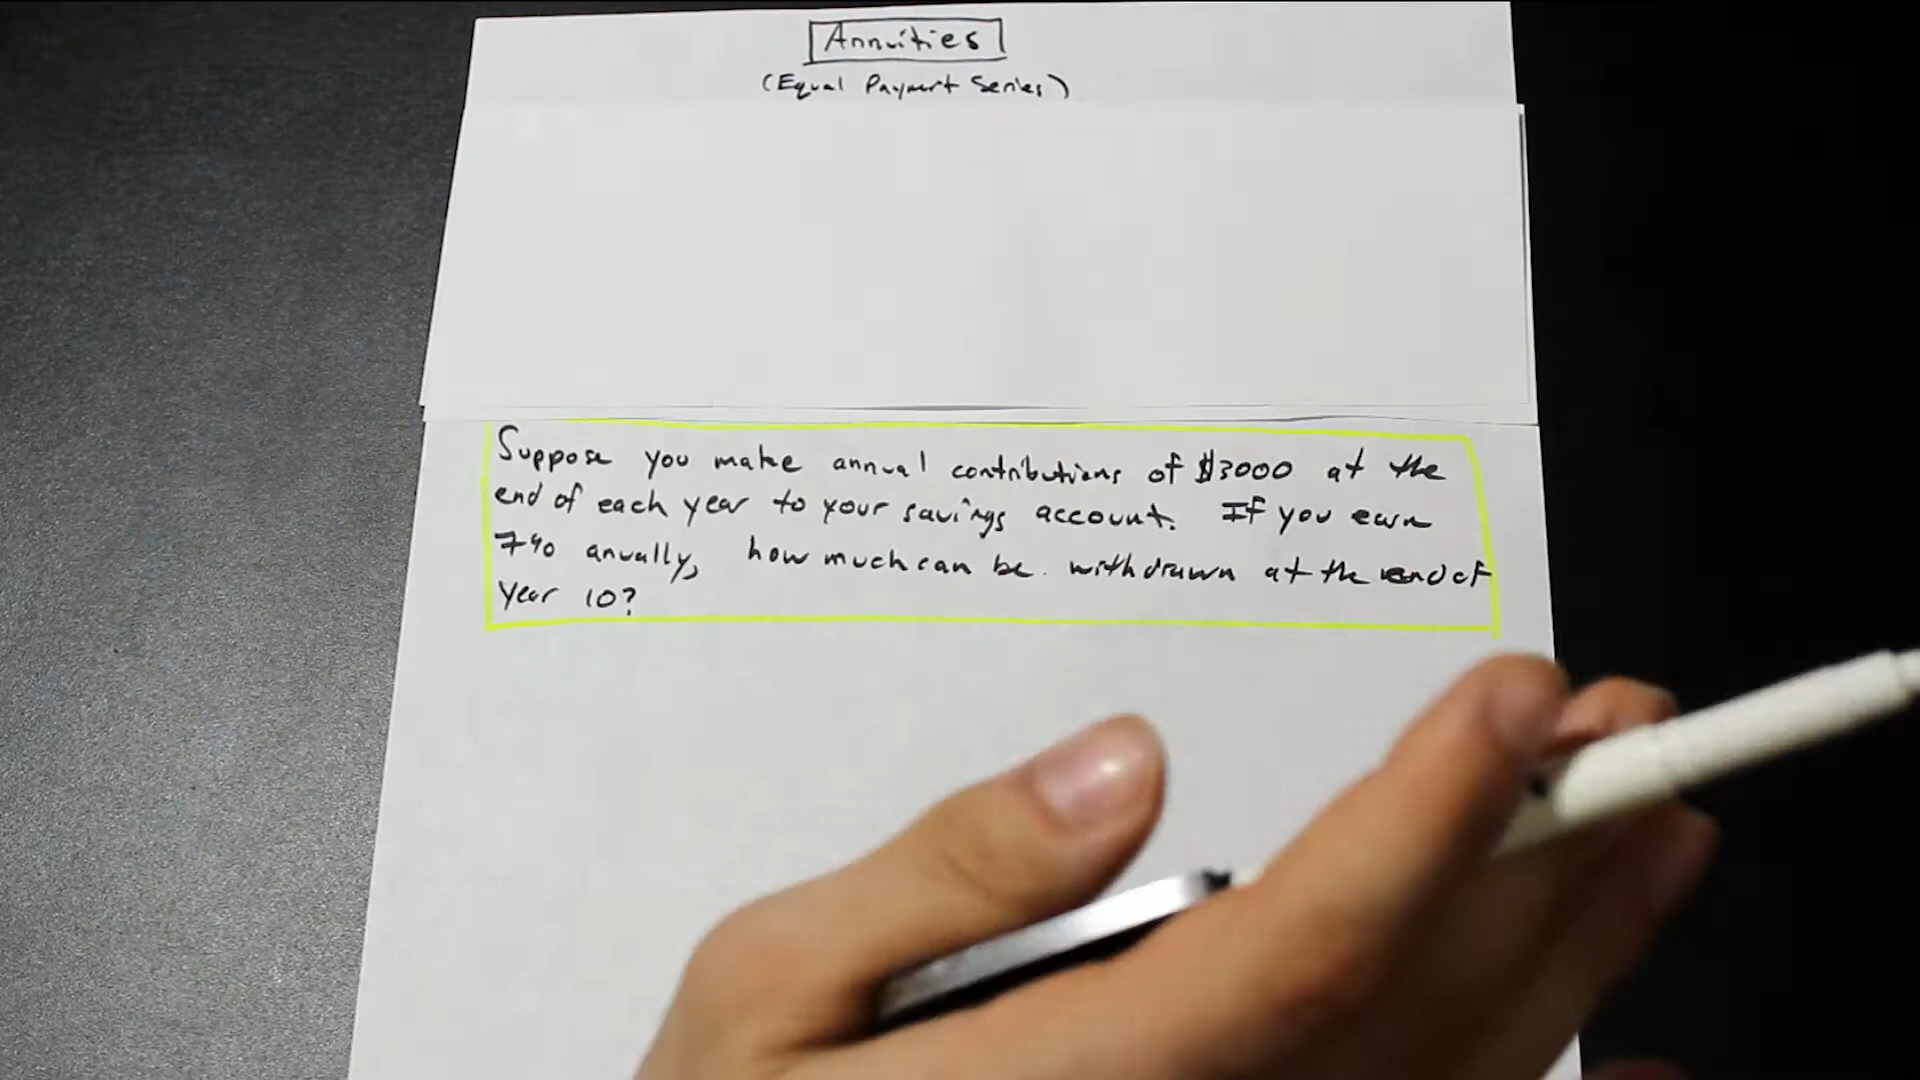 Annuities
(Equal Payment Series)
Suppose you make annual contributions of $3000 at the
end of each year to your savings account. If you earn
7% anually, how much can be withdrawn at the end of
Year 10?